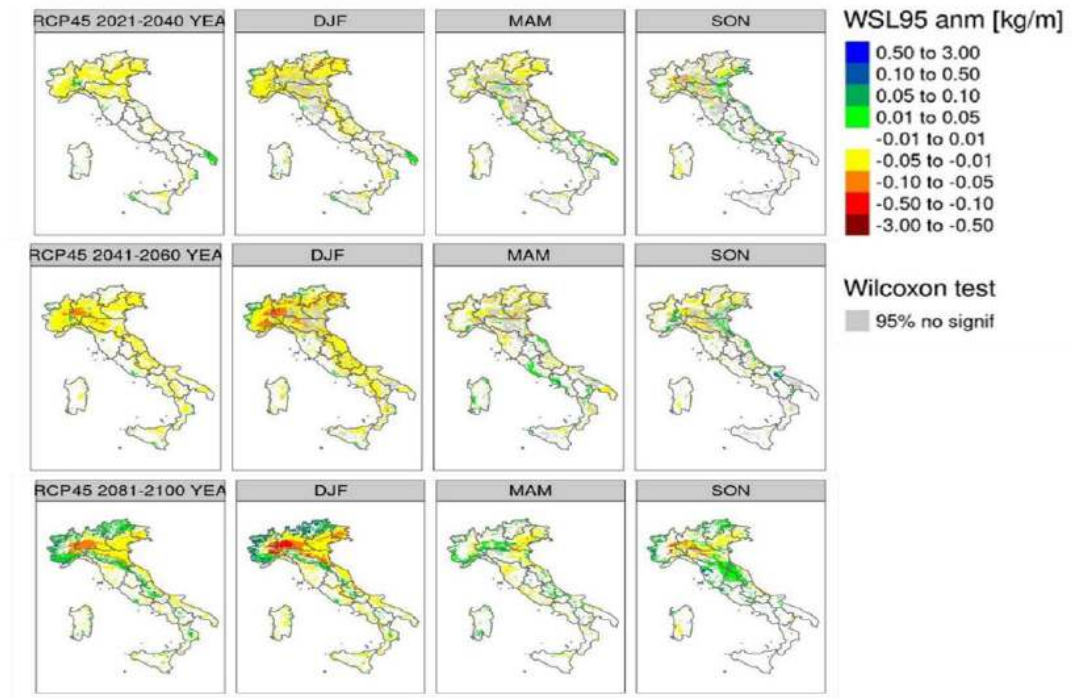 RCP45 2021-2040 YEA
DJF
MAM
SON
WSL95 anm [kg/m]
0.50 to 3.00
0.10 to 0.50
0.05 to 0.10
0.01 to 0.05
-0.01 to 0.01
-0.05 to -0.01
-0.10 to -0.05
-0.50 to -0.10
-3.00 to -0.50
RCP45 2041-2060 YEA
DJF
MAM
SON
Wilcoxon test
95% no signif
RCP45 2081-2100 YEA
DJF
MAM
SON